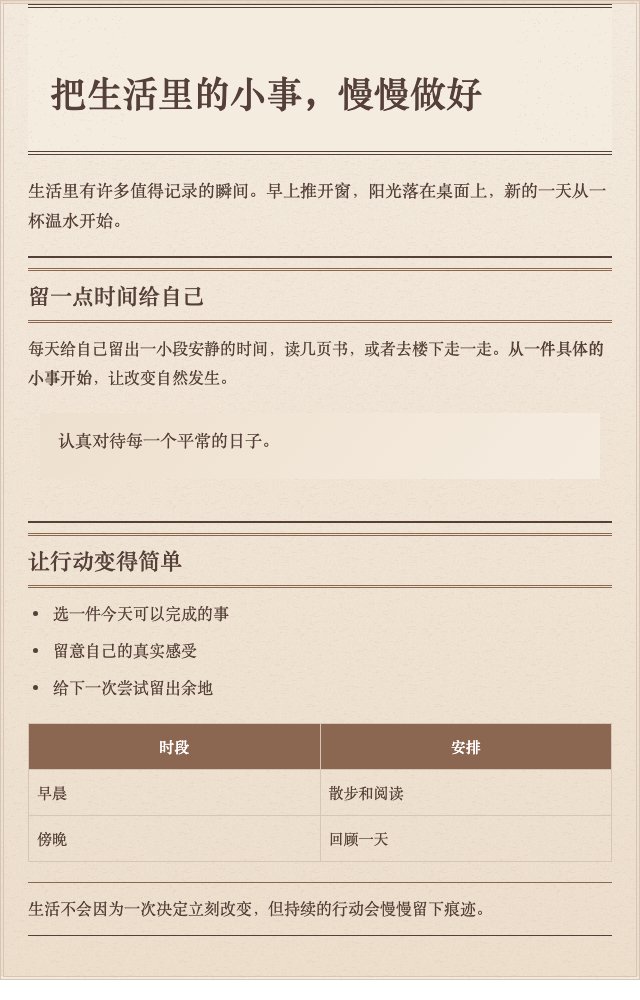 把生活里的小事，慢慢做好
生活里有许多值得记录的瞬间。早上推开窗，阳光落在桌面上，新的一天从一
杯温水开始。
留一点时间给自己
每天给自己留出一小段安静的时间，读几页书，或者去楼下走一走。从一件具体的
小事开始，让改变自然发生。
认真对待每一个平常的日子。
让行动变得简单
• 选一件今天可以完成的事
• 留意自己的真实感受
• 给下一次尝试留出余地
时段 安排
早晨 散步和阅读
傍晚 回顾一天
生活不会因为一次决定立刻改变，但持续的行动会慢慢留下痕迹。